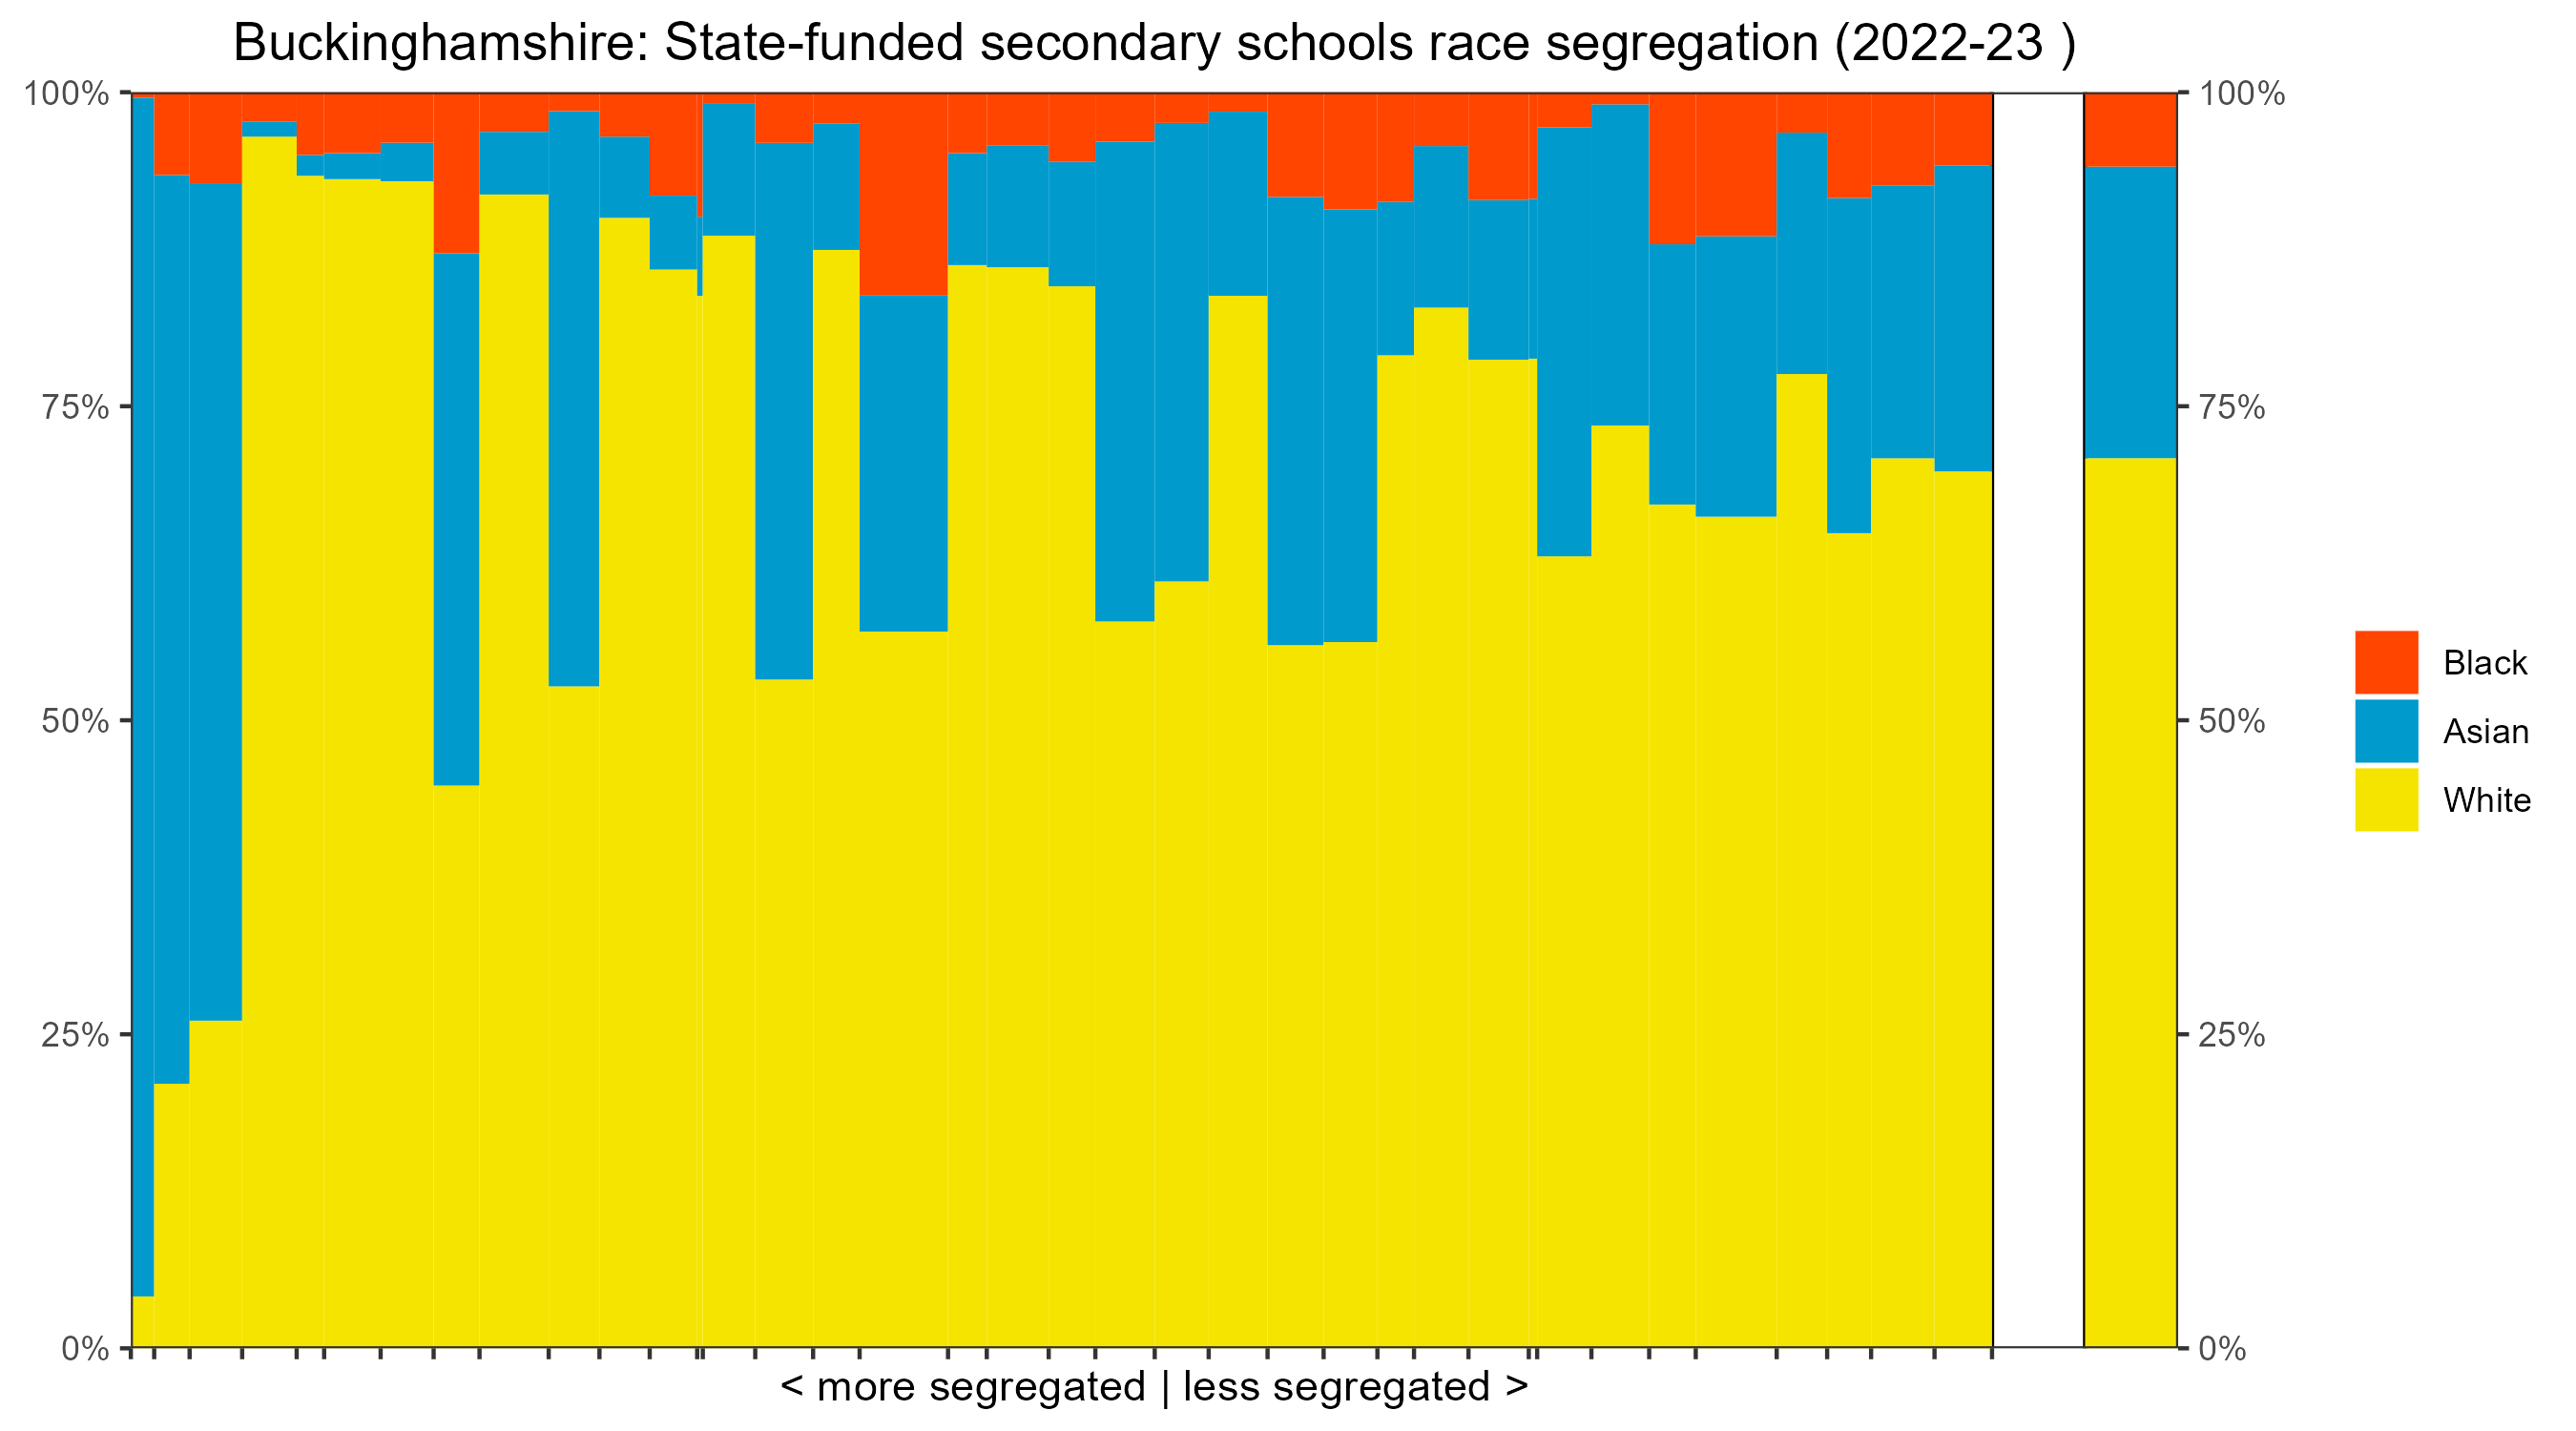 Buckinghamshire: State-funded secondary schools race segregation (2022-23 )
100%
100%
75%
75%
50%
50%
25%
25%
0%
0%
Black
Asian
White
< more segregated | less segregated >